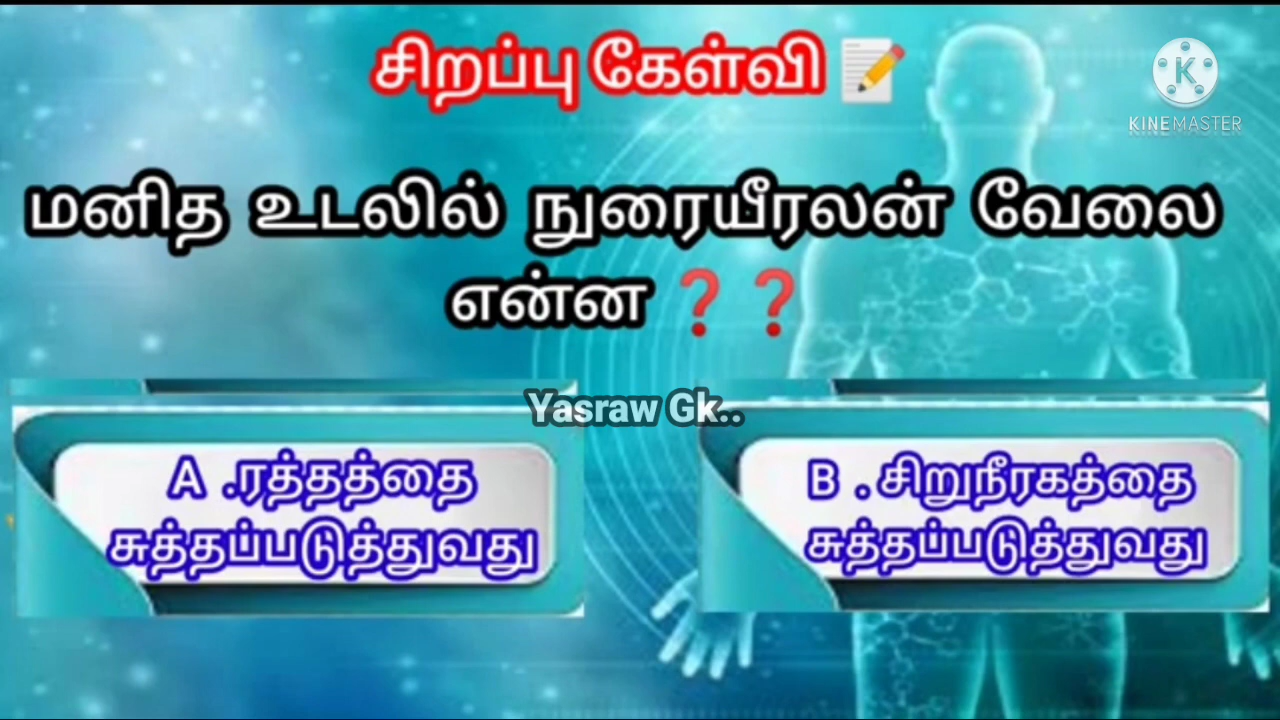 சிறப்பு கேள்வி
KINEMASTER
மனித உடலில் நுரையீரலன் வேலை
என்ன ❓❓
Yasraw Gk..
A .ரத்தத்தை
சுத்தப்படுத்துவது
B . சிறுநீரகத்தை
சுத்தப்படுத்துவது